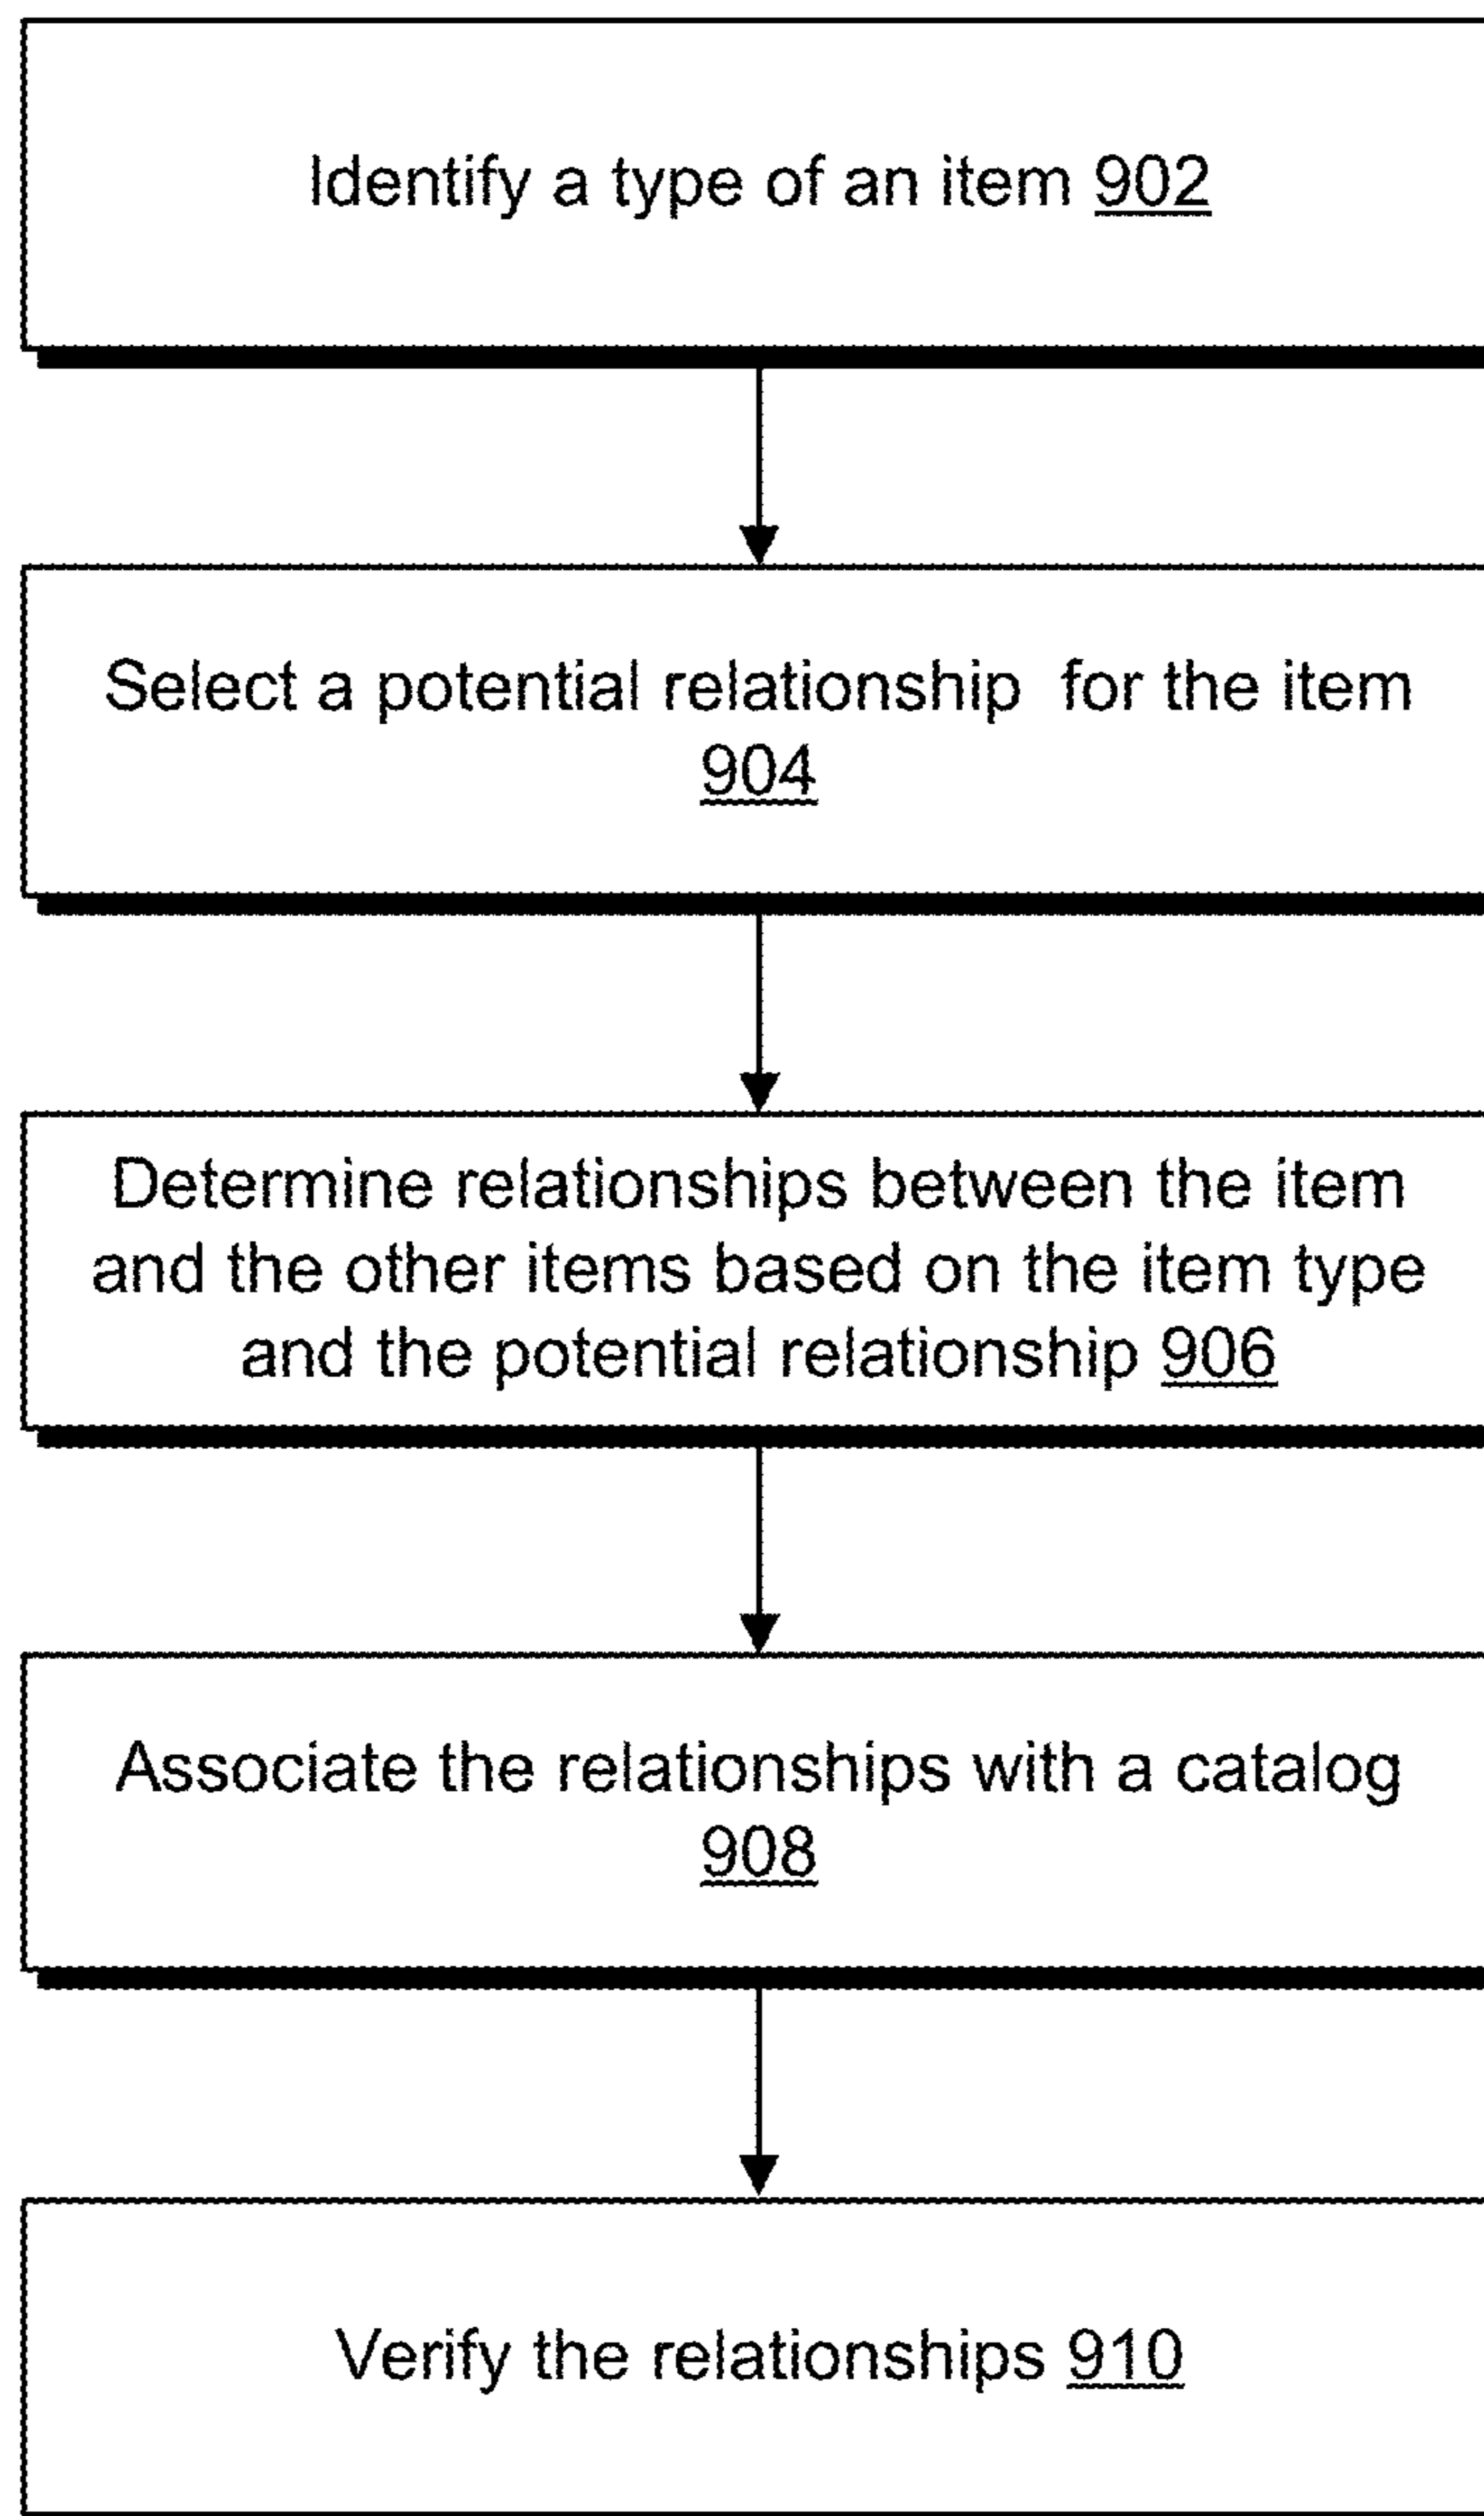 Identify a type of an item 902
Select a potential relationship for the item
904
Determine relationships between the item
and the other items based on the item type
and the potential relationship 906
Associate the relationships with a catalog
908
Verify the relationships 910